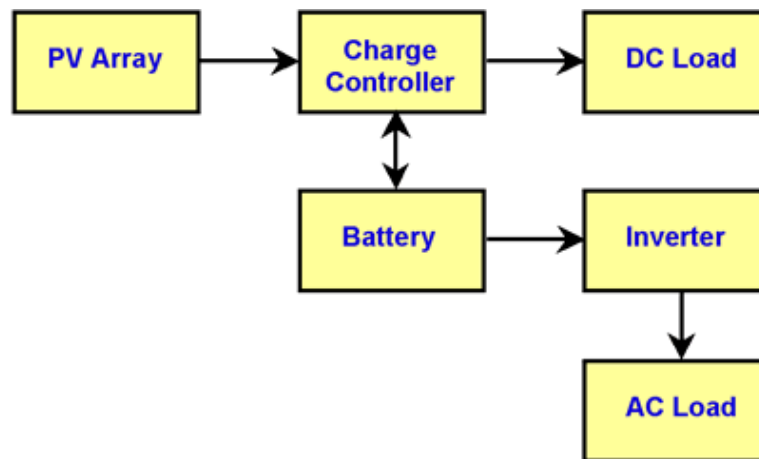 PV Array
Charge
Controller
DC Load
Battery
Inverter
AC Load